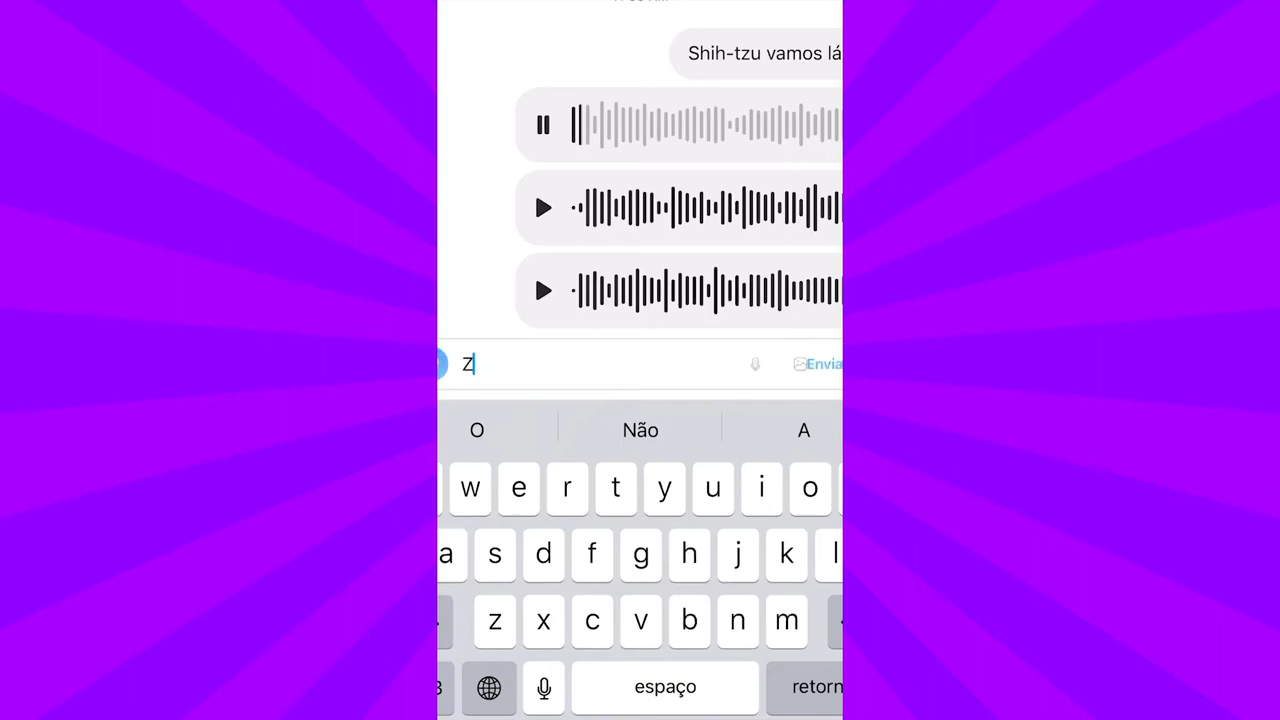 Shih-tzu vamos lá
Z
Envia
O Não A
w e r t y u i o
a s d f g h j k l
z x c v b n m
espaço retorn